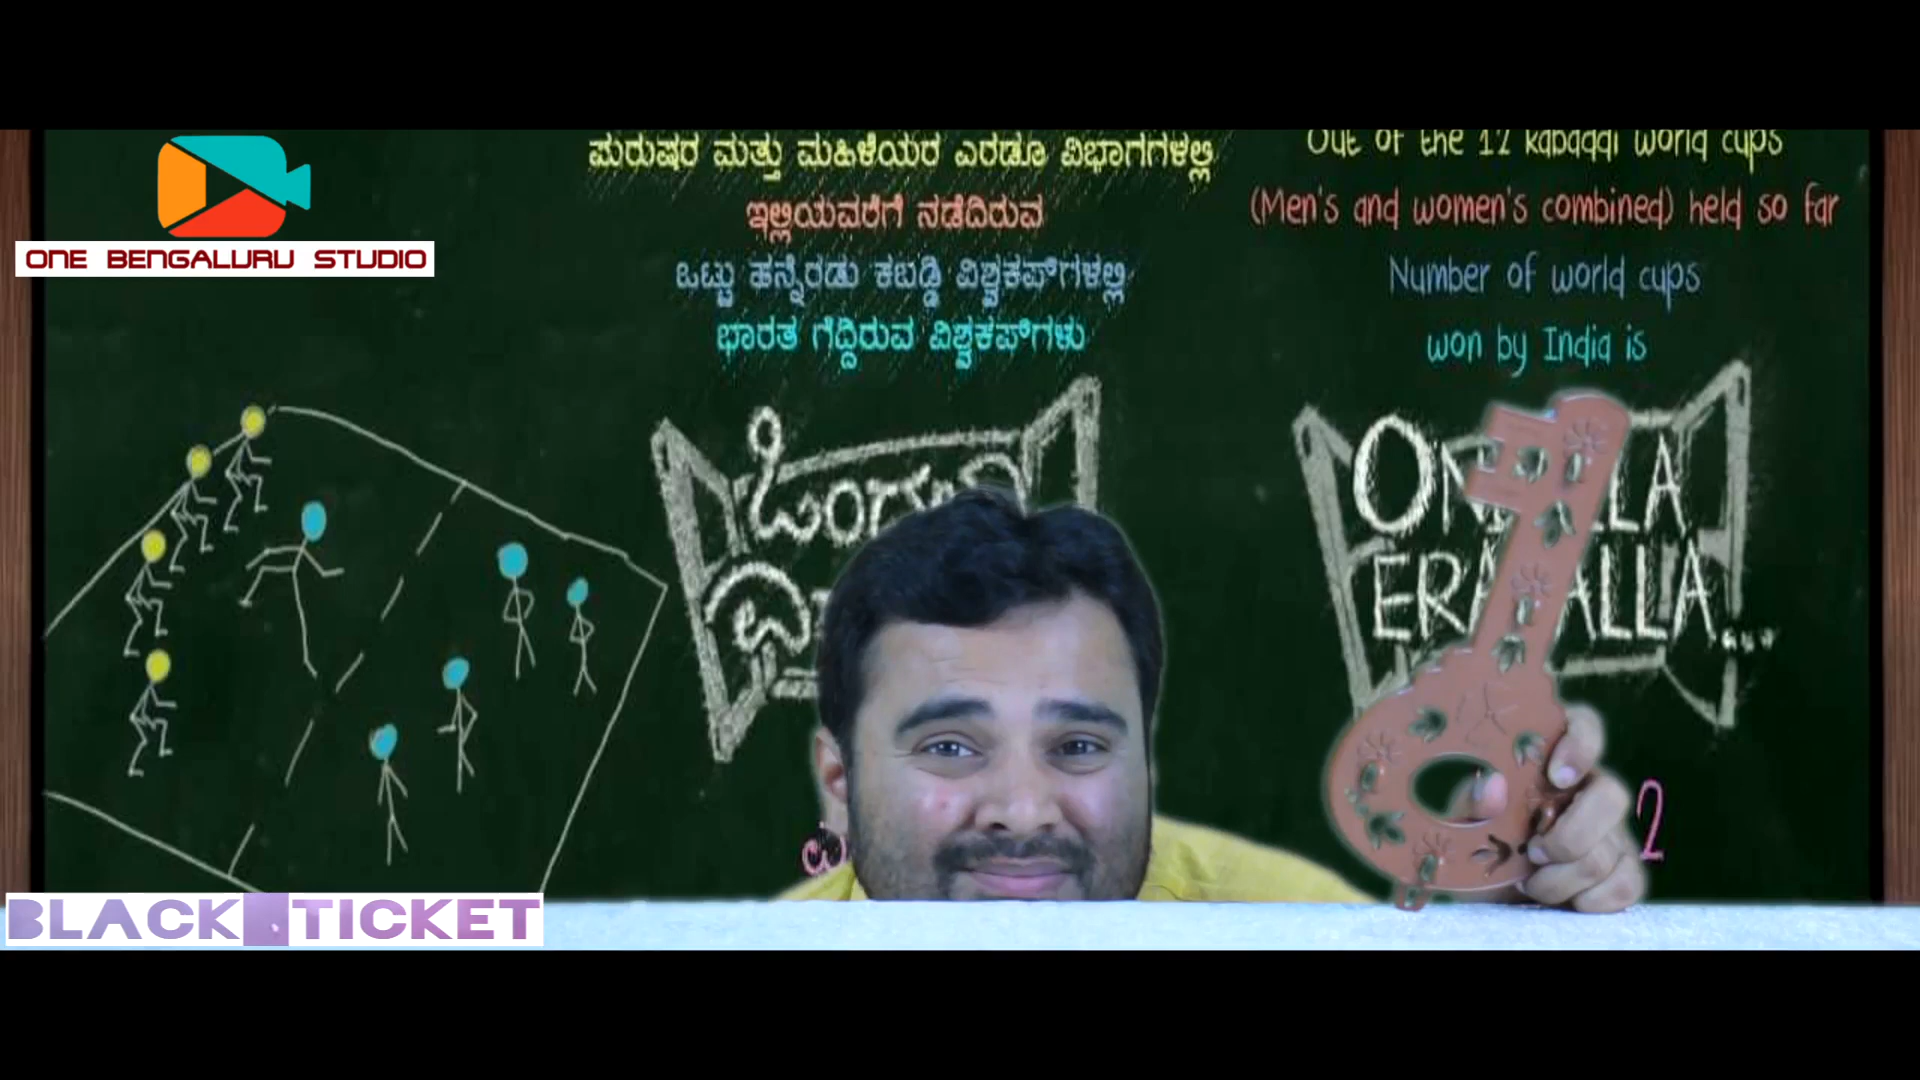 ONE BENGALURU STUDIO
ಪುರುಷರ ಮತ್ತು ಮಹಿಳೆಯರ ಎರಡೂ ವಿಭಾಗಗಳಲ್ಲಿ
ಇಲ್ಲಿಯವರೆಗೆ ನಡೆದಿರುವ
ಒಟ್ಟು ಹನ್ನೆರಡು ಕಬಡ್ಡಿ ವಿಶ್ವಕಪ್‌ಗಳಲ್ಲಿ
ಭಾರತ ಗೆದ್ದಿರುವ ವಿಶ್ವಕಪ್‌ಗಳು
Out of the 12 kabaddi world cups
(Men's and women's combined) held so far
Number of world cups
won by India is
2
BLACK TICKET